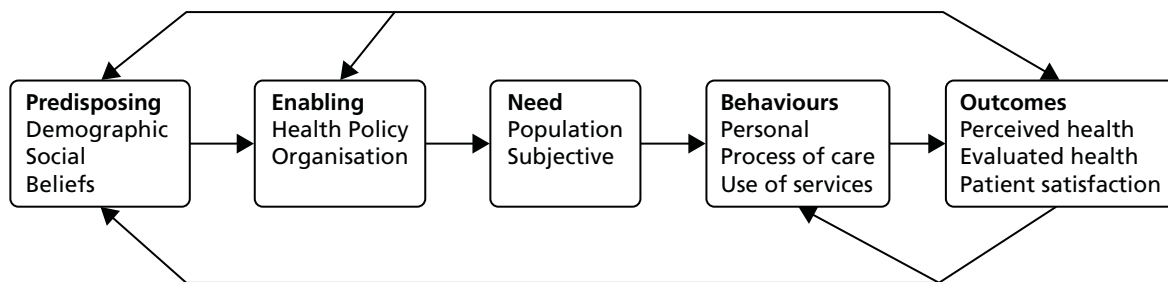 Predisposing
Demographic
Social
Beliefs
Enabling
Health Policy
Organisation
Need
Population
Subjective
Behaviours
Personal
Process of care
Use of services
Outcomes
Perceived health
Evaluated health
Patient satisfaction